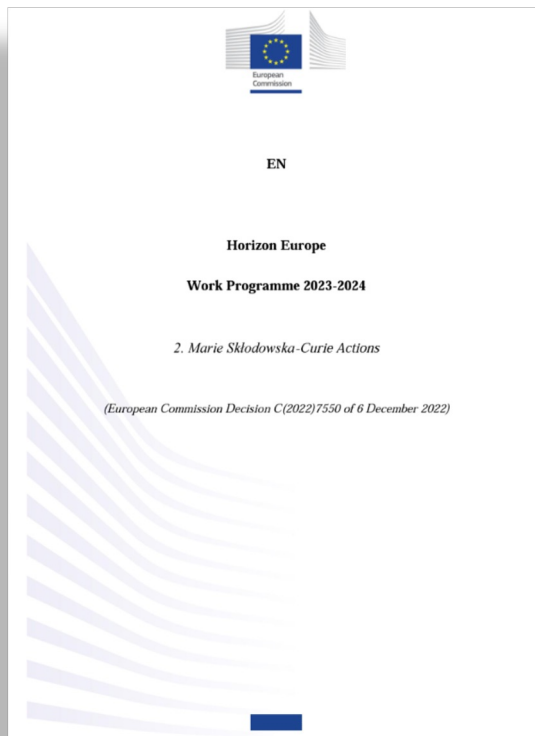 European
Commission
EN
Horizon Europe
Work Programme 2023-2024
2. Marie Skłodowska-Curie Actions
(European Commission Decision C(2022)7550 of 6 December 2022)